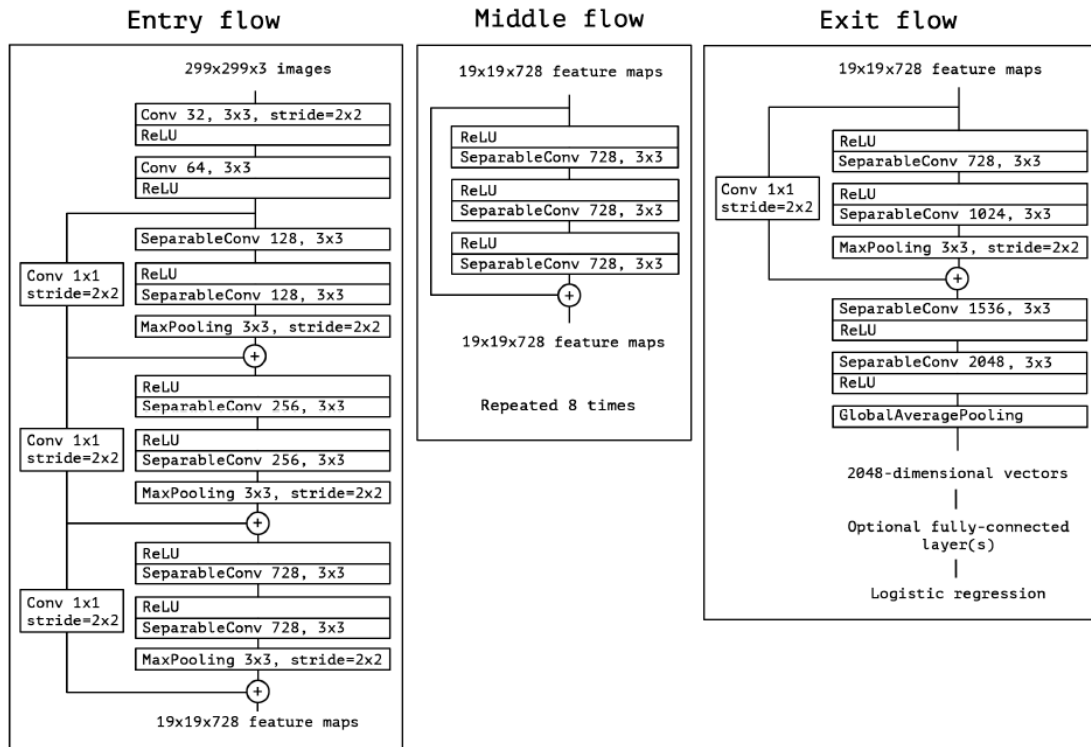 Entry flow
299x299x3 images
Conv 32, 3x3, stride=2x2
ReLU
Conv 64, 3x3
ReLU
SeparableConv 128, 3x3
Conv 1x1
stride=2x2
ReLU
SeparableConv 128, 3x3
MaxPooling 3x3, stride=2x2
+
ReLU
SeparableConv 256, 3x3
Conv 1x1
stride=2x2
ReLU
SeparableConv 256, 3x3
MaxPooling 3x3, stride=2x2
+
ReLU
SeparableConv 728, 3x3
Conv 1x1
stride=2x2
ReLU
SeparableConv 728, 3x3
MaxPooling 3x3, stride=2x2
+
19x19x728 feature maps
Middle flow
19x19x728 feature maps
ReLU
SeparableConv 728, 3x3
ReLU
SeparableConv 728, 3x3
ReLU
SeparableConv 728, 3x3
+
19x19x728 feature maps
Repeated 8 times
Exit flow
19x19x728 feature maps
ReLU
SeparableConv 728, 3x3
Conv 1x1
stride=2x2
ReLU
SeparableConv 1024, 3x3
MaxPooling 3x3, stride=2x2
+
SeparableConv 1536, 3x3
ReLU
SeparableConv 2048, 3x3
ReLU
GlobalAveragePooling
2048-dimensional vectors
Optional fully-connected
layer(s)
Logistic regression